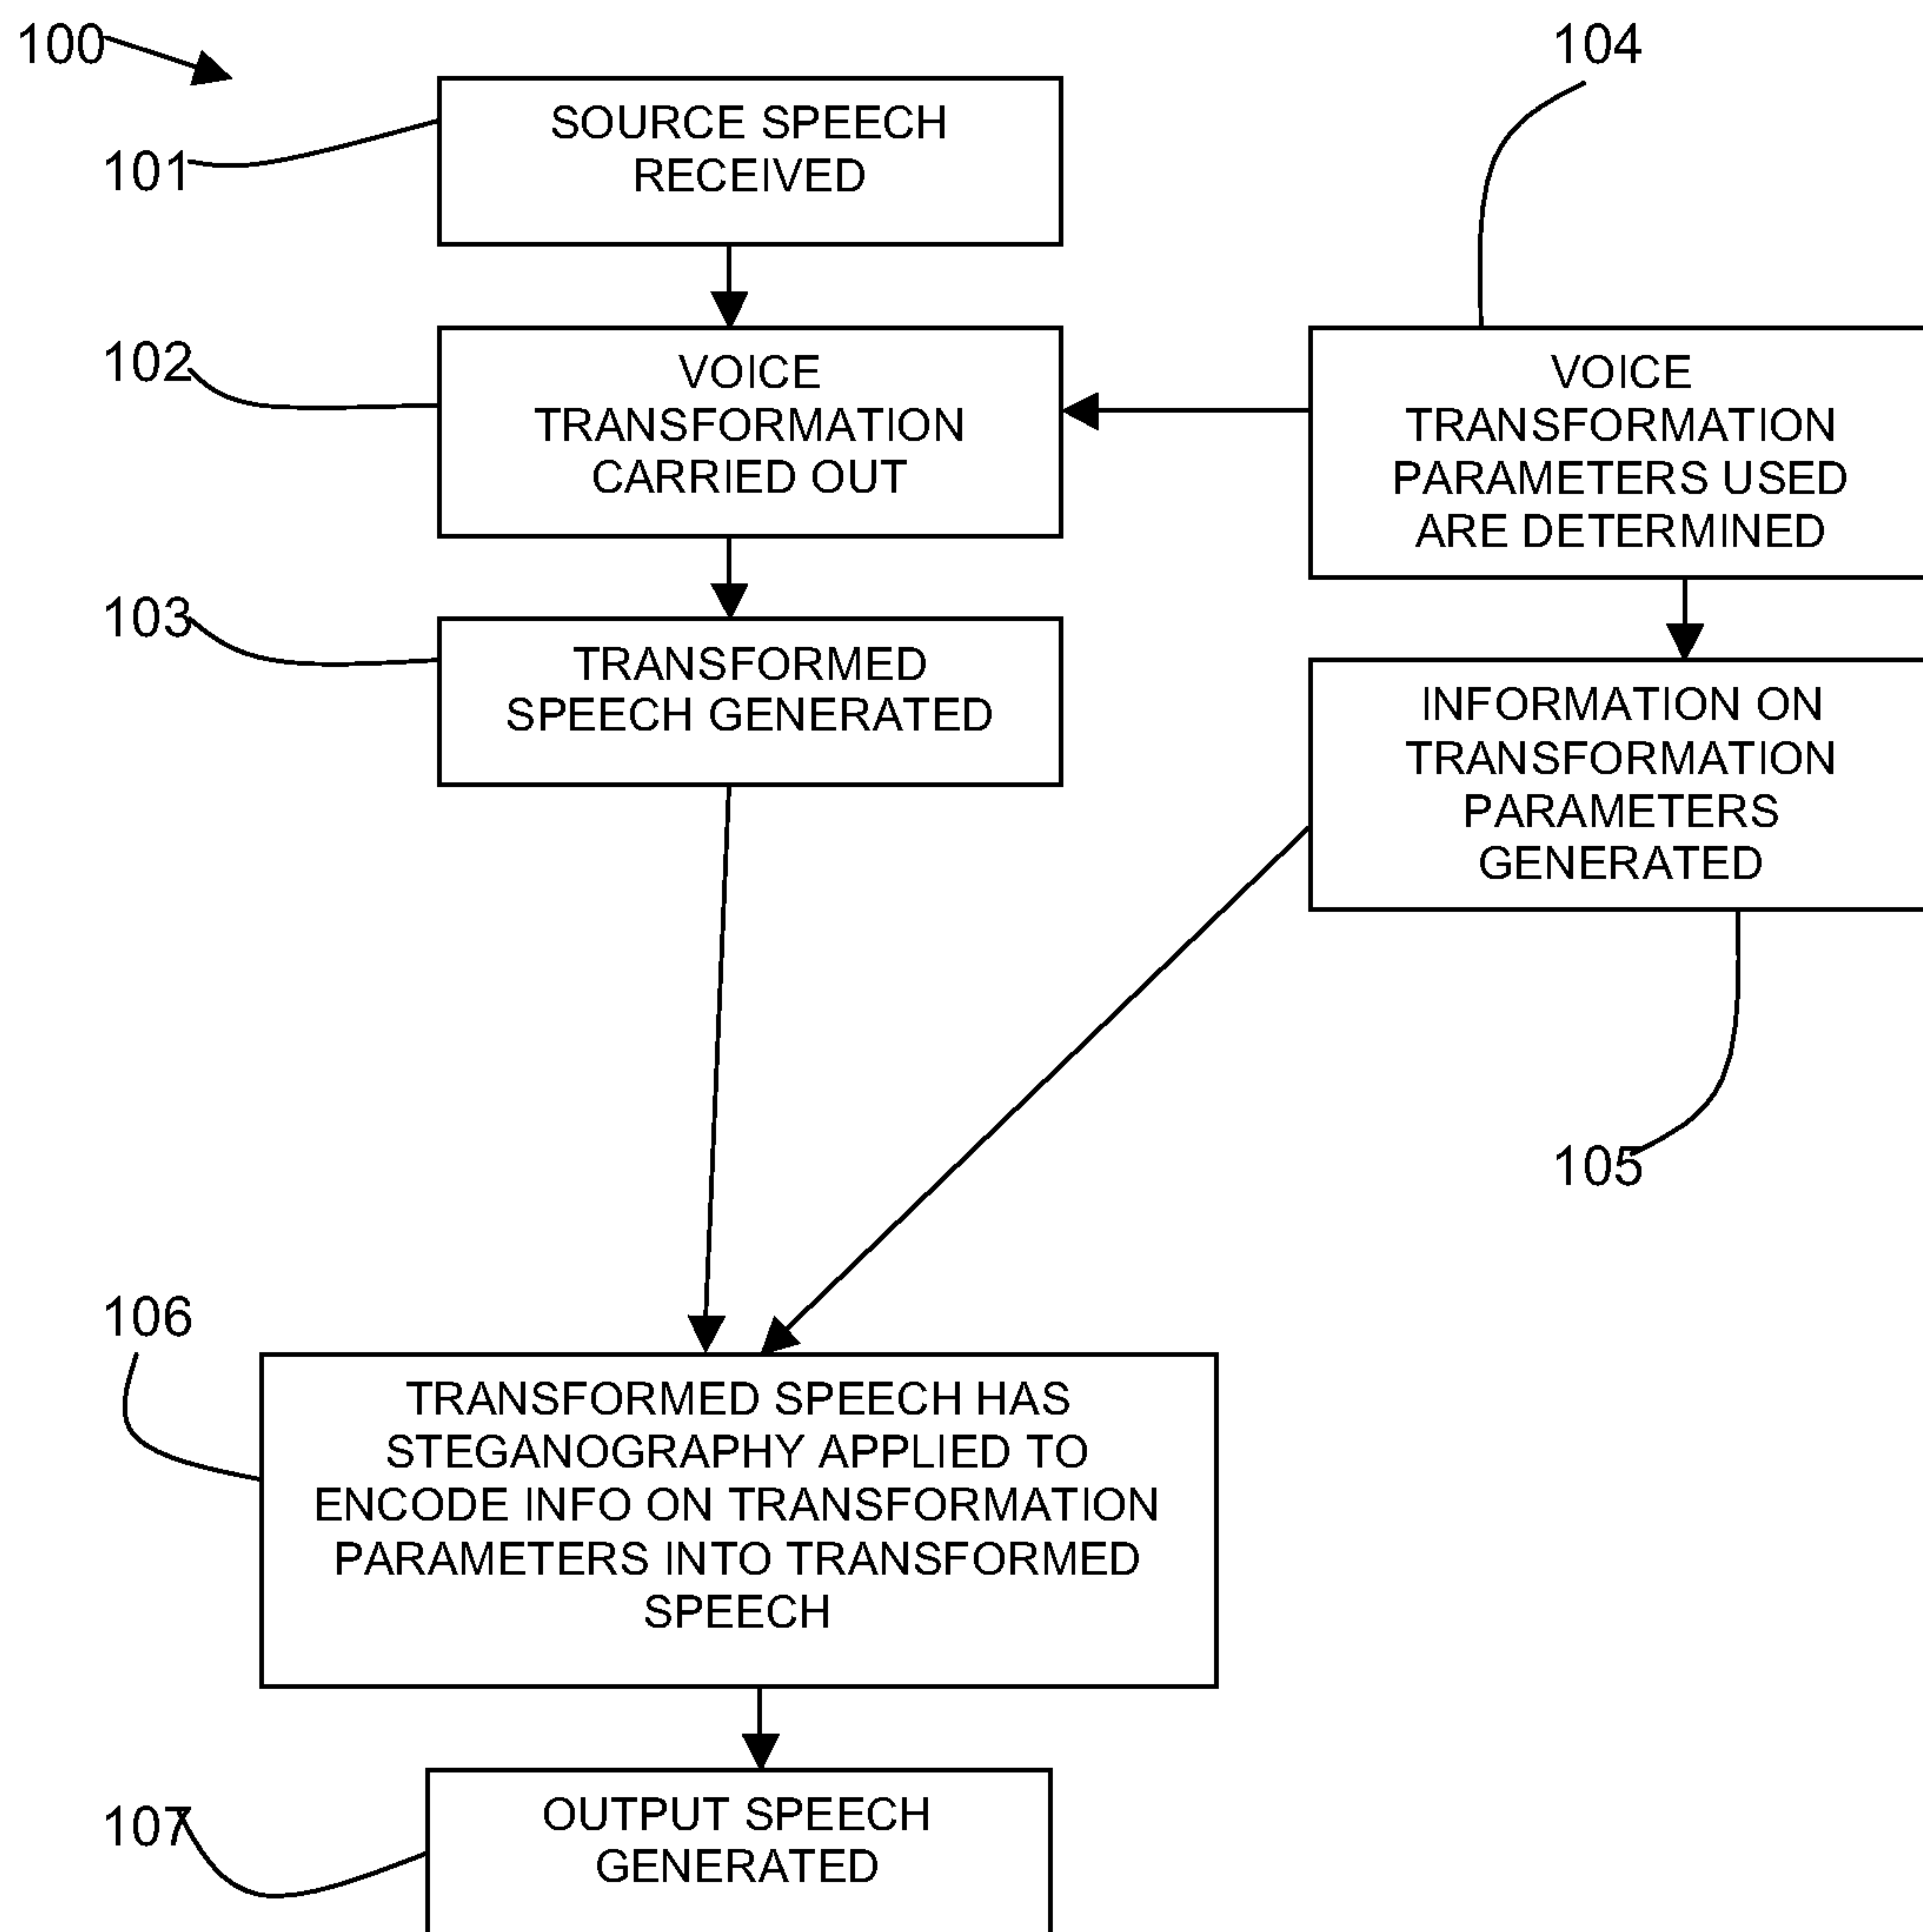 100
104
SOURCE SPEECH
RECEIVED
101
102
VOICE
TRANSFORMATION
CARRIED OUT
VOICE
TRANSFORMATION
PARAMETERS USED
ARE DETERMINED
103
TRANSFORMED
SPEECH GENERATED
INFORMATION ON
TRANSFORMATION
PARAMETERS
GENERATED
105
106
TRANSFORMED SPEECH HAS
STEGANOGRAPHY APPLIED TO
ENCODE INFO ON TRANSFORMATION
PARAMETERS INTO TRANSFORMED
SPEECH
107
OUTPUT SPEECH
GENERATED